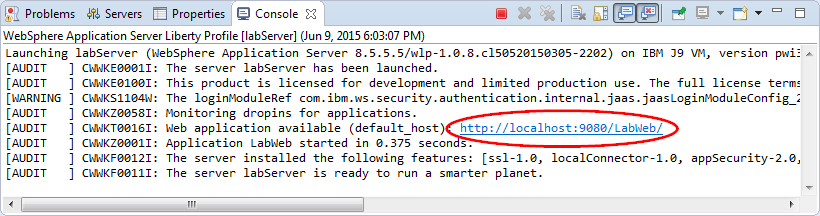 Problems Servers Properties Console
WebSphere Application Server Liberty Profile [labServer] (Jun 9, 2015 6:03:07 PM)
Launching labServer (WebSphere Application Server 8.5.5.5/wlp-1.0.8.cl50520150305-2202) on IBM J9 VM, version pwi3
[AUDIT   ] CWWKE0001I: The server labServer has been launched.
[AUDIT   ] CWWKE0100I: This product is licensed for development and limited production use. The full license terms
[WARNING ] CWWKS1104W: The loginModuleRef com.ibm.ws.security.authentication.internal.jaas.jaasLoginModuleConfig_2
[AUDIT   ] CWWKZ0058I: Monitoring dropins for applications.
[AUDIT   ] CWWKT0016I: Web application available (default_host): http://localhost:9080/LabWeb/
[AUDIT   ] CWWKZ0001I: Application LabWeb started in 0.375 seconds.
[AUDIT   ] CWWKF0012I: The server installed the following features: [ssl-1.0, localConnector-1.0, appSecurity-2.0,
[AUDIT   ] CWWKF0011I: The server labServer is ready to run a smarter planet.